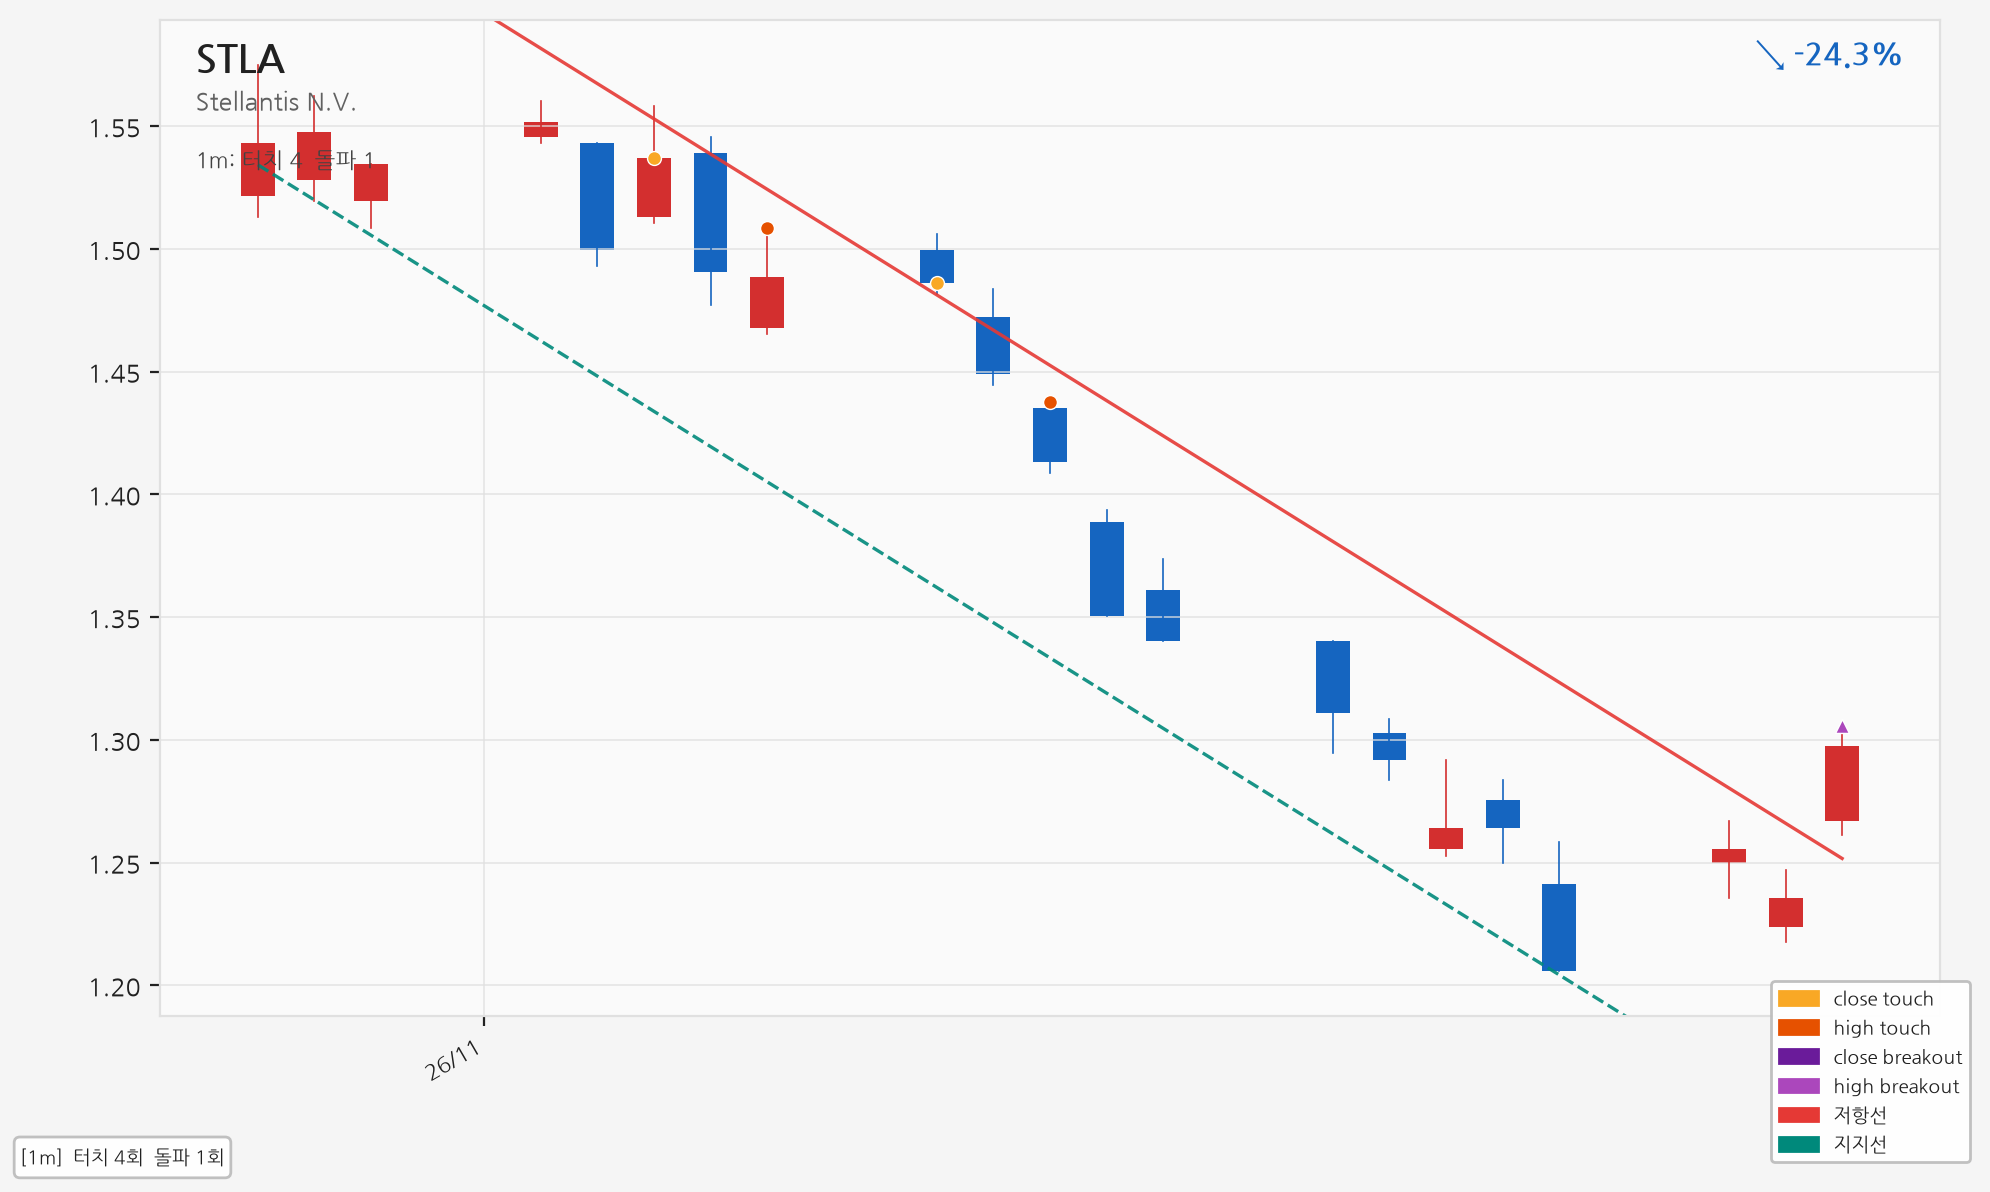 STLA
Stellantis N.V.
1m: 터치 4  돌파 1
-24.3%
1.55
1.50
1.45
1.40
1.35
1.30
1.25
1.20
26/11
close touch
high touch
close breakout
high breakout
저항선
지지선
[1m]  터치 4회  돌파 1회